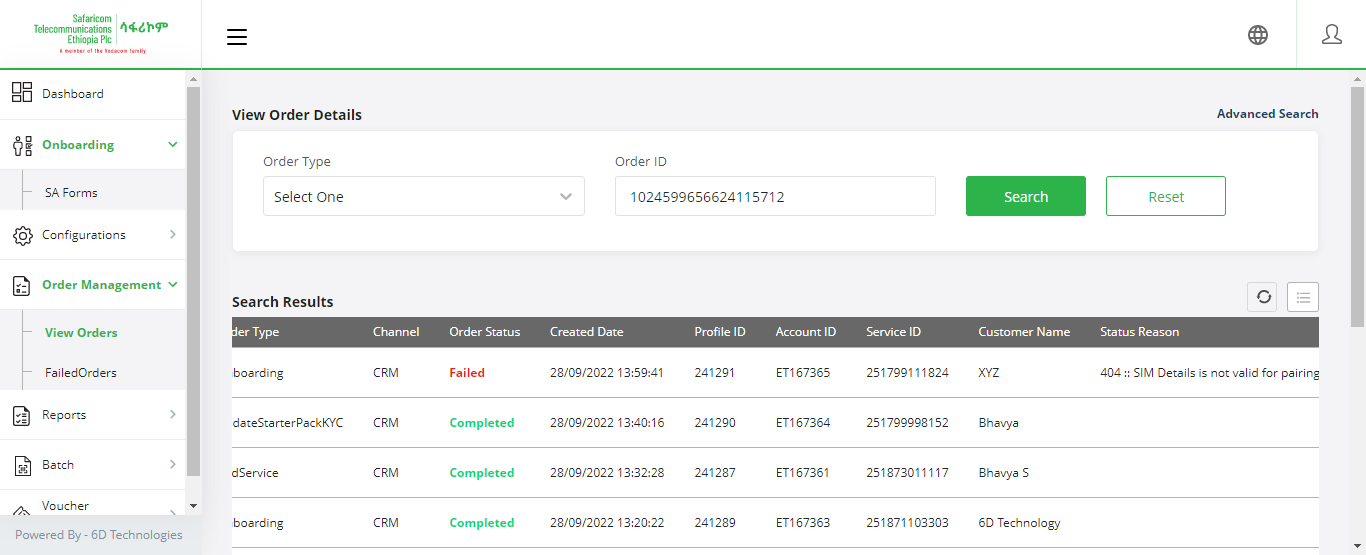 Safaricom
Telecommunications
Ethiopia Plc
ሳፋሪኮም
A member of the Vodacom family
Dashboard
Onboarding
SA Forms
Configurations
Order Management
View Orders
FailedOrders
Reports
Batch
Voucher
Powered By - 6D Technologies
View Order Details
Advanced Search
Order Type
Order ID
Select One
1024599656624115712
Search
Reset
Search Results
der Type Channel Order Status Created Date Profile ID Account ID Service ID Customer Name Status Reason
boarding CRM Failed 28/09/2022 13:59:41 241291 ET167365 251799111824 XYZ 404 :: SIM Details is not valid for pairing
dateStarterPackKYC CRM Completed 28/09/2022 13:40:16 241290 ET167364 251799998152 Bhavya
dService CRM Completed 28/09/2022 13:32:28 241287 ET167361 251873011117 Bhavya S
boarding CRM Completed 28/09/2022 13:20:22 241289 ET167363 251871103303 6D Technology